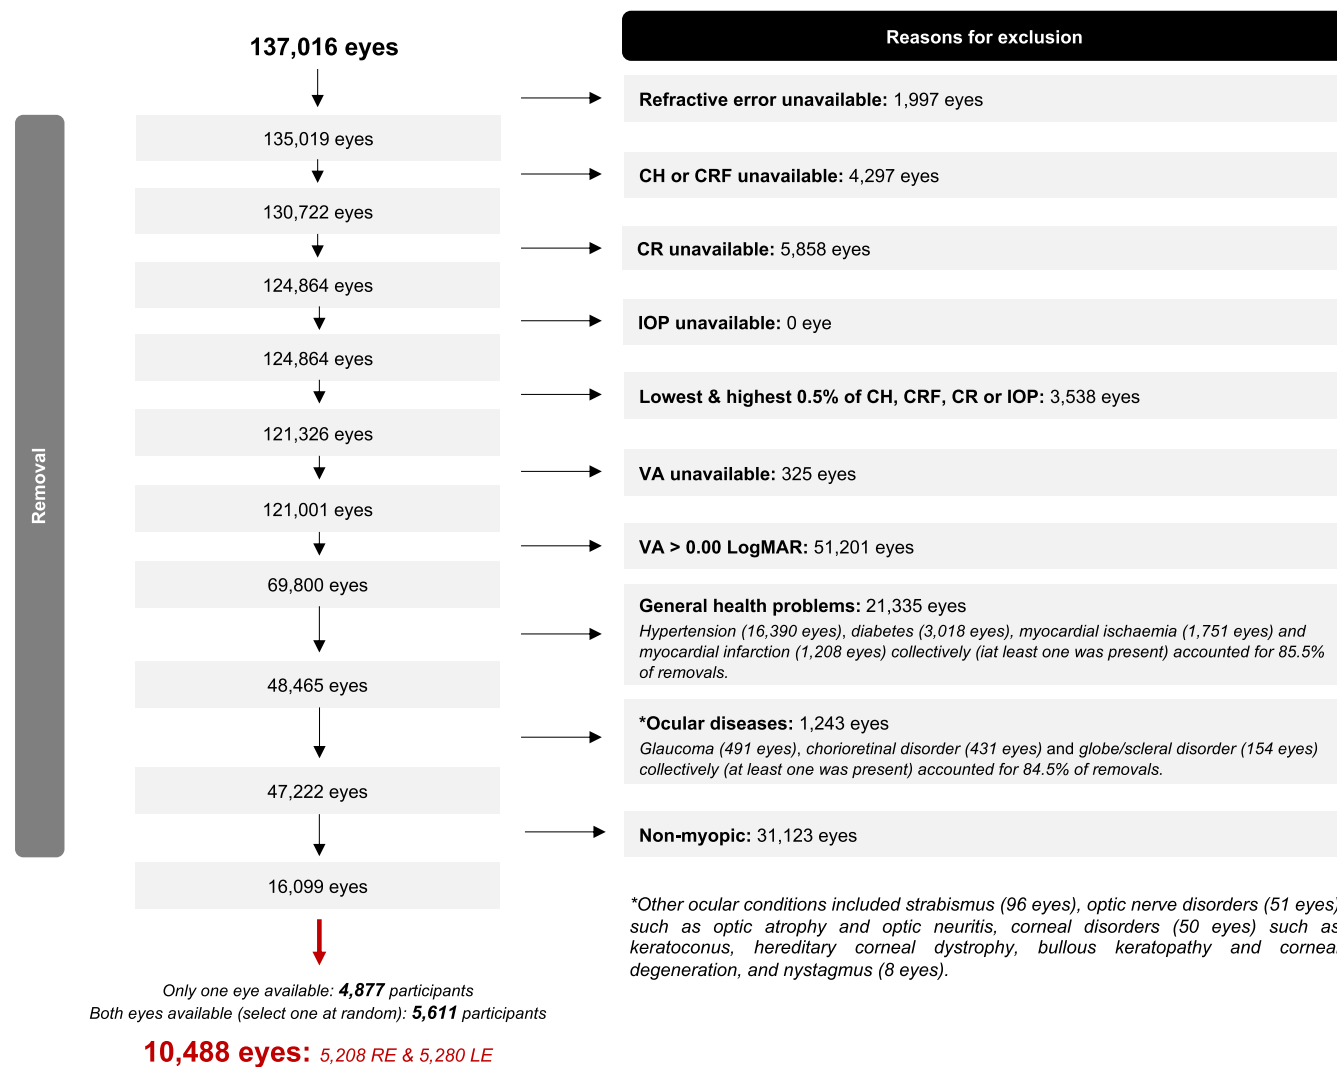 137,016 eyes
Reasons for exclusion
Refractive error unavailable: 1,997 eyes
135,019 eyes
CH or CRF unavailable: 4,297 eyes
130,722 eyes
CR unavailable: 5,858 eyes
124,864 eyes
IOP unavailable: 0 eye
124,864 eyes
Lowest & highest 0.5% of CH, CRF, CR or IOP: 3,538 eyes
121,326 eyes
VA unavailable: 325 eyes
121,001 eyes
VA > 0.00 LogMAR: 51,201 eyes
69,800 eyes
General health problems: 21,335 eyes
Hypertension (16,390 eyes), diabetes (3,018 eyes), myocardial ischaemia (1,751 eyes) and
myocardial infarction (1,208 eyes) collectively (iat least one was present) accounted for 85.5%
of removals.
48,465 eyes
*Ocular diseases: 1,243 eyes
Glaucoma (491 eyes), chorioretinal disorder (431 eyes) and globe/scleral disorder (154 eyes)
collectively (at least one was present) accounted for 84.5% of removals.
47,222 eyes
Non-myopic: 31,123 eyes
16,099 eyes
Removal
*Other ocular conditions included strabismus (96 eyes), optic nerve disorders (51 eyes)
such as optic atrophy and optic neuritis, corneal disorders (50 eyes) such as
keratoconus, hereditary corneal dystrophy, bullous keratopathy and corneal
degeneration, and nystagmus (8 eyes).
Only one eye available: 4,877 participants
Both eyes available (select one at random): 5,611 participants
10,488 eyes: 5,208 RE & 5,280 LE